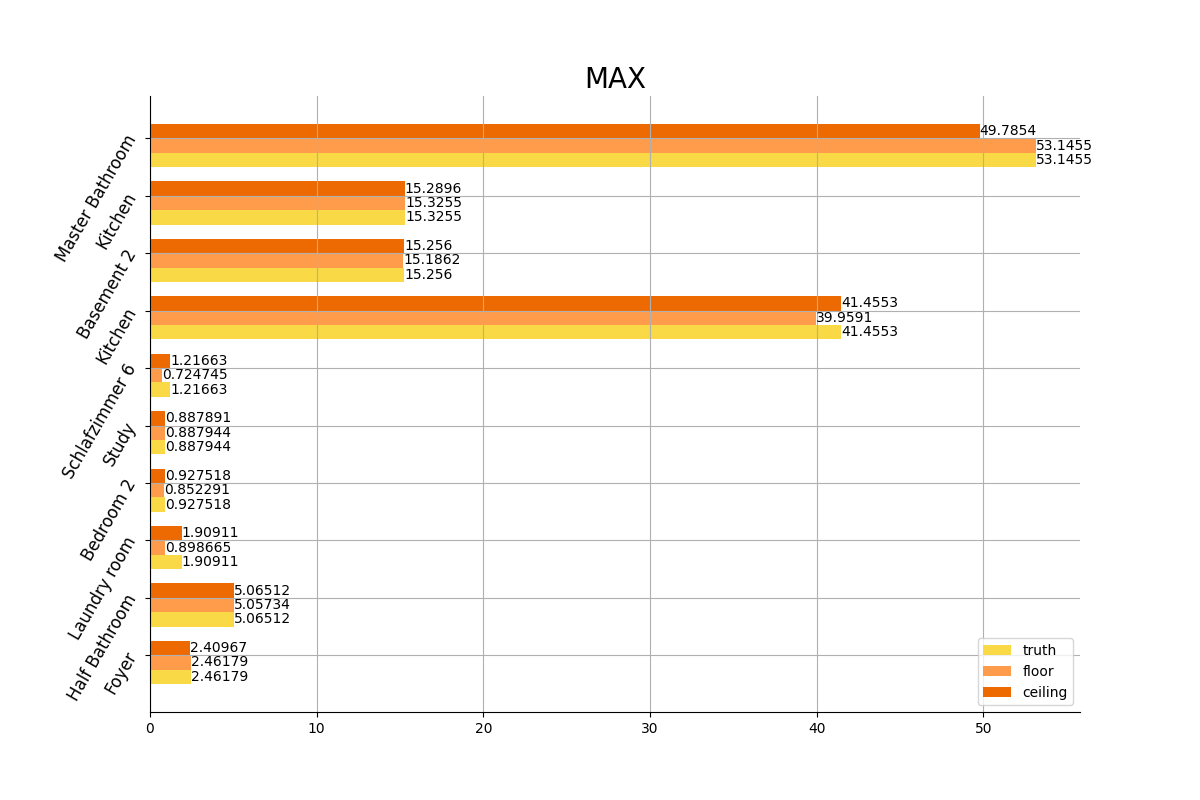 MAX
Master Bathroom
49.7854
53.1455
53.1455
Kitchen
15.2896
15.3255
15.3255
Basement 2
15.256
15.1862
15.256
Kitchen
41.4553
39.9591
41.4553
Schlafzimmer 6
1.21663
0.724745
1.21663
Study
0.887891
0.887944
0.887944
Bedroom 2
0.927518
0.852291
0.927518
Laundry room
1.90911
0.898665
1.90911
Half Bathroom
5.06512
5.05734
5.06512
Foyer
2.40967
2.46179
2.46179
truth
floor
ceiling
0 10 20 30 40 50